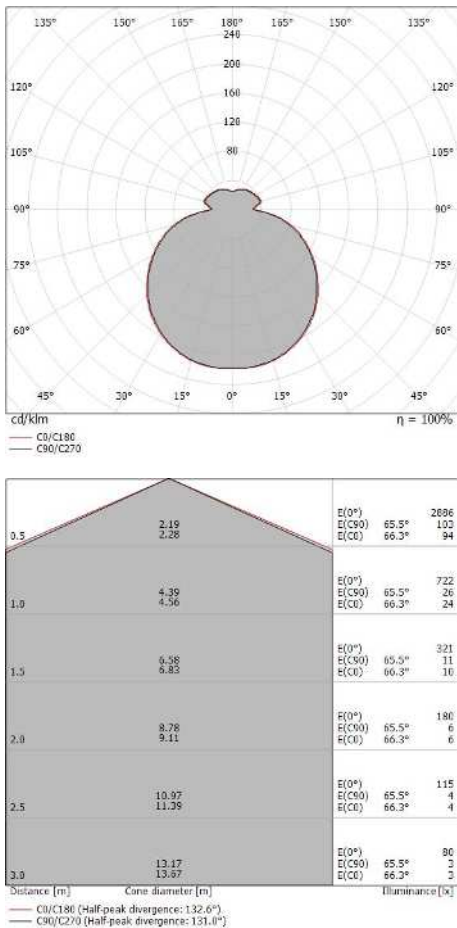 135° 150° 165° 180° 165° 150° 135°
240
200
120° 160 120°
120
105° 80 105°
90° 90°
75° 75°
60° 60°
45° 30° 15° 0° 15° 30° 45°
cd/klm η = 100%
C0/C180
C90/C270
0.5 2.19 2.28 E(0°) 2886
E(C90) 65.5° 103
E(C0) 66.3° 94
1.0 4.39 4.56 E(0°) 722
E(C90) 65.5° 26
E(C0) 66.3° 24
1.5 6.58 6.83 E(0°) 321
E(C90) 65.5° 11
E(C0) 66.3° 10
2.0 8.78 9.11 E(0°) 180
E(C90) 65.5° 6
E(C0) 66.3° 6
2.5 10.97 11.39 E(0°) 115
E(C90) 65.5° 4
E(C0) 66.3° 4
3.0 13.17 13.67 E(0°) 80
E(C90) 65.5° 3
E(C0) 66.3° 3
Distance [m] Cone diameter [m] Illuminance [lx]
C0/C180 (Half-peak divergence: 132.6°)
C90/C270 (Half-peak divergence: 131.0°)